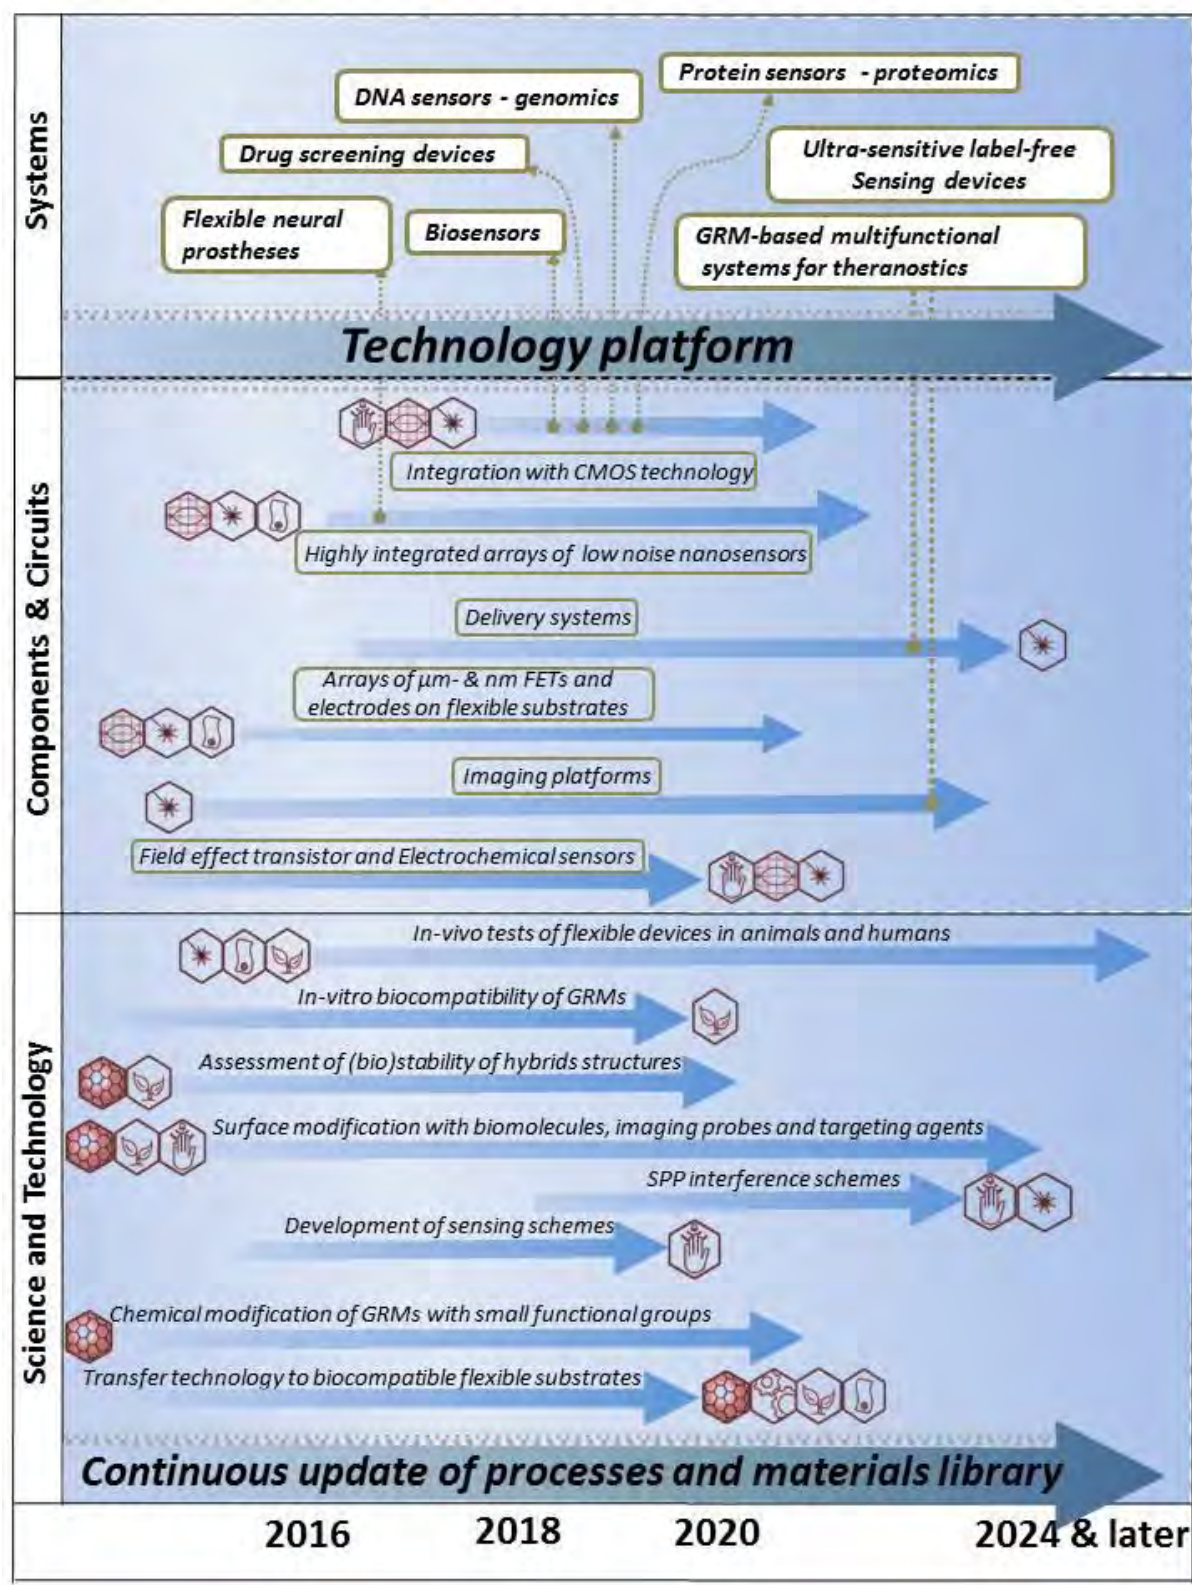 Systems
Protein sensors - proteomics
DNA sensors - genomics
Drug screening devices
Ultra-sensitive label-free
Sensing devices
Flexible neural
prostheses
Biosensors
GRM-based multifunctional
systems for theranostics
Technology platform
Components & Circuits
Integration with CMOS technology
Highly integrated arrays of low noise nanosensors
Delivery systems
Arrays of µm- & nm FETs and
electrodes on flexible substrates
Imaging platforms
Field effect transistor and Electrochemical sensors
Science and Technology
In-vivo tests of flexible devices in animals and humans
In-vitro biocompatibility of GRMs
Assessment of (bio)stability of hybrids structures
Surface modification with biomolecules, imaging probes and targeting agents
SPP interference schemes
Development of sensing schemes
Chemical modification of GRMs with small functional groups
Transfer technology to biocompatible flexible substrates
Continuous update of processes and materials library
2016 2018 2020 2024 & later